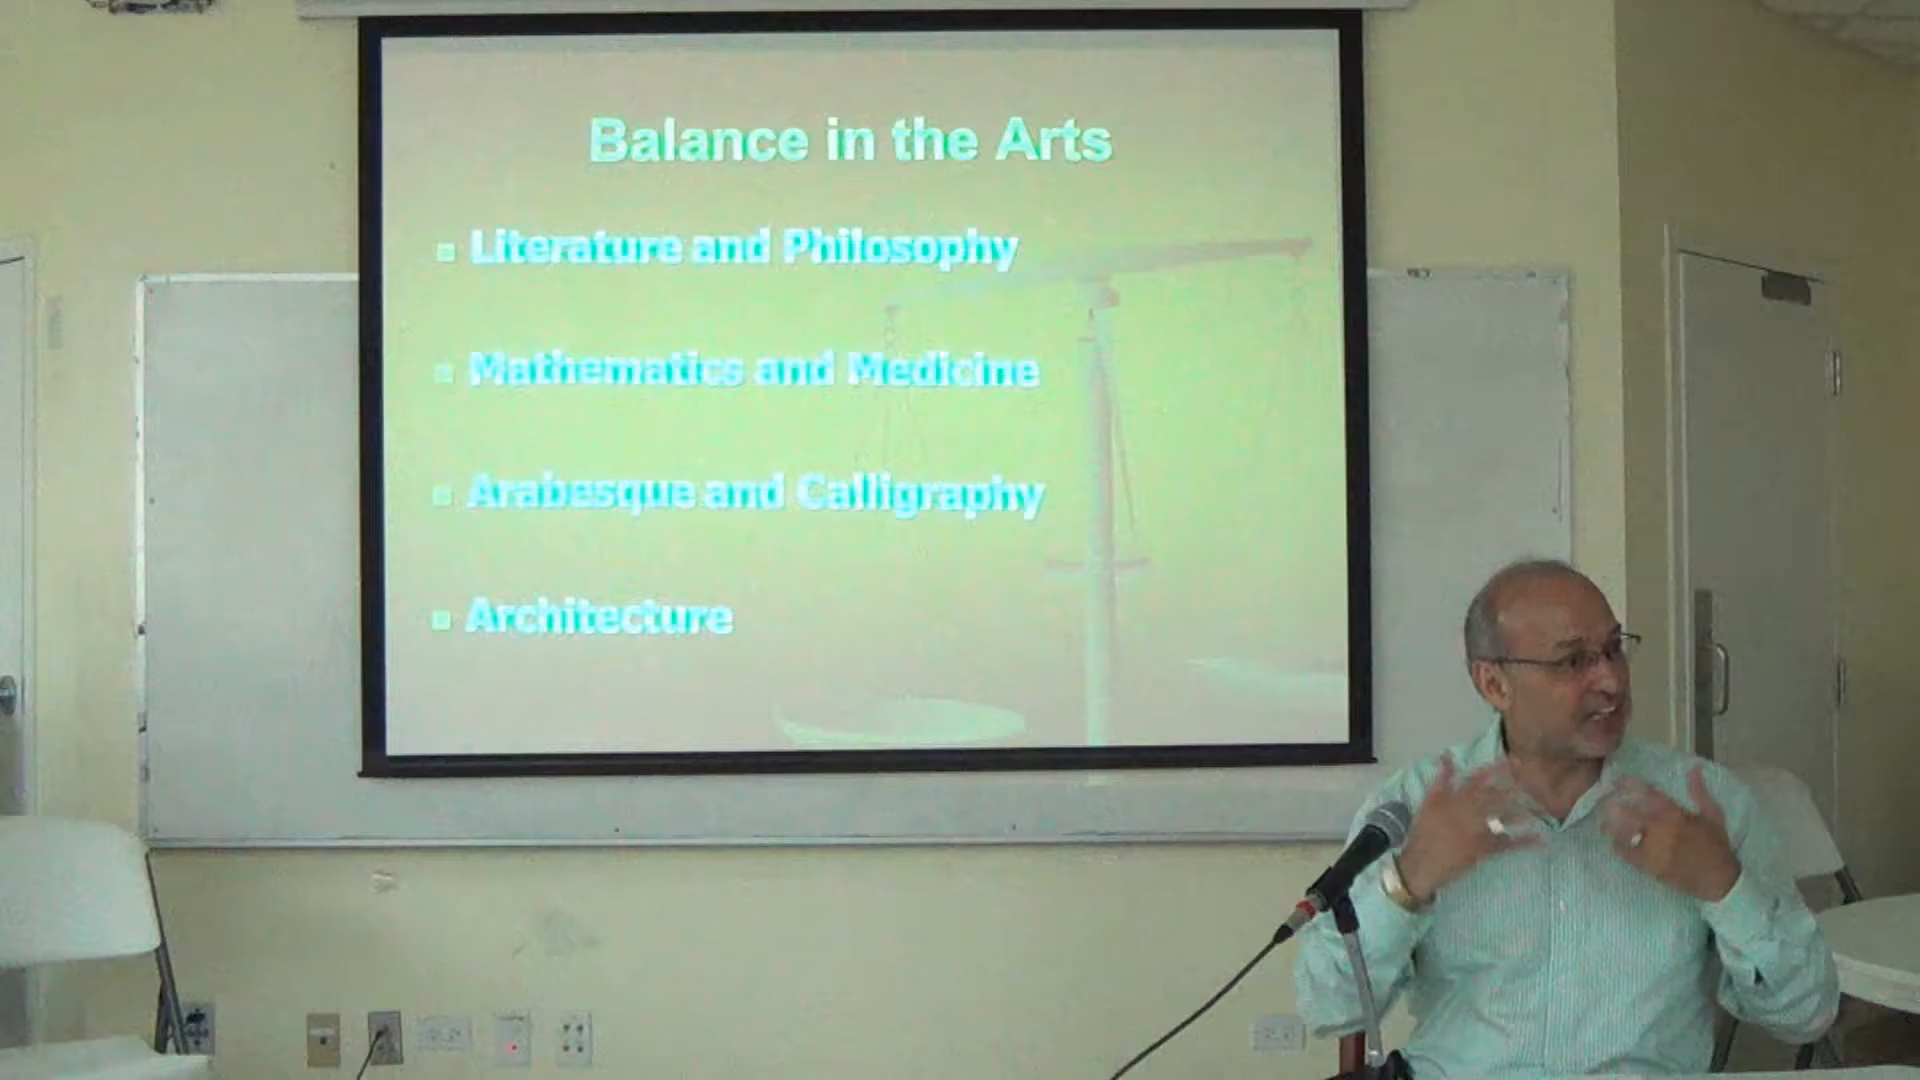 Balance in the Arts
Literature and Philosophy
Mathematics and Medicine
Arabesque and Calligraphy
Architecture